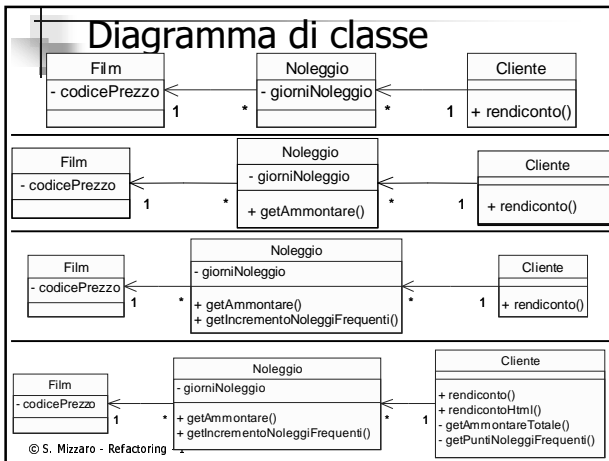 Diagramma di classe
Film
- codicePrezzo
1
*
Noleggio
- giorniNoleggio
*
1
Cliente
+ rendiconto()
Film
- codicePrezzo
1
*
Noleggio
- giorniNoleggio
+ getAmmontare()
*
1
Cliente
+ rendiconto()
Film
- codicePrezzo
1
*
Noleggio
- giorniNoleggio
+ getAmmontare()
+ getIncrementoNoleggiFrequenti()
*
1
Cliente
+ rendiconto()
Film
- codicePrezzo
1
*
Noleggio
- giorniNoleggio
+ getAmmontare()
+ getIncrementoNoleggiFrequenti()
*
1
Cliente
+ rendiconto()
+ rendicontoHtml()
- getAmmontareTotale()
- getPuntiNoleggiFrequenti()
© S. Mizzaro - Refactoring